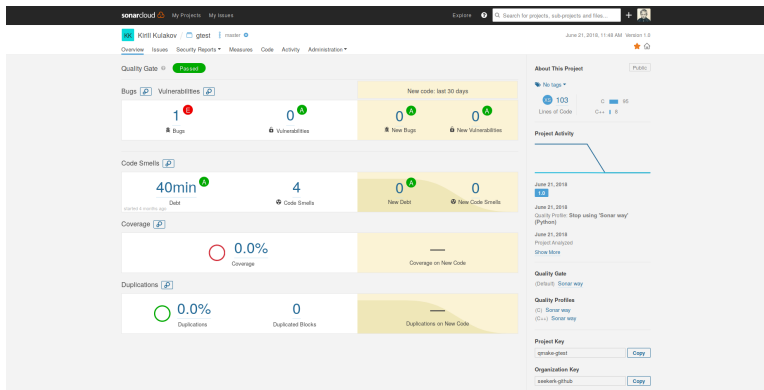 sonarcloud My Projects My Issues Explore ? Search for projects, sub-projects and files... +
KK Kirill Kulakov / gtest master June 21, 2018, 11:48 AM Version 1.0
Overview Issues Security Reports Measures Code Activity Administration
Quality Gate Passed
Bugs Vulnerabilities New code: last 30 days
1 E 0 A 0 A 0 A
Bugs Vulnerabilities New Bugs New Vulnerabilities
Code Smells
40min A 4 0 A 0
Debt Code Smells New Debt New Code Smells
started 4 months ago
Coverage
0.0% —
Coverage Coverage on New Code
Duplications
0.0% 0 —
Duplications Duplicated Blocks Duplications on New Code
About This Project Public
No tags
XS 103 C 95
Lines of Code C++ 8
Project Activity
June 21, 2018
1.0
June 21, 2018
Quality Profile: Stop using 'Sonar way'
(Python)
June 21, 2018
Project Analyzed
Show More
Quality Gate
(Default) Sonar way
Quality Profiles
(C) Sonar way
(C++) Sonar way
Project Key
qmake-gtest Copy
Organization Key
seekerk-github Copy